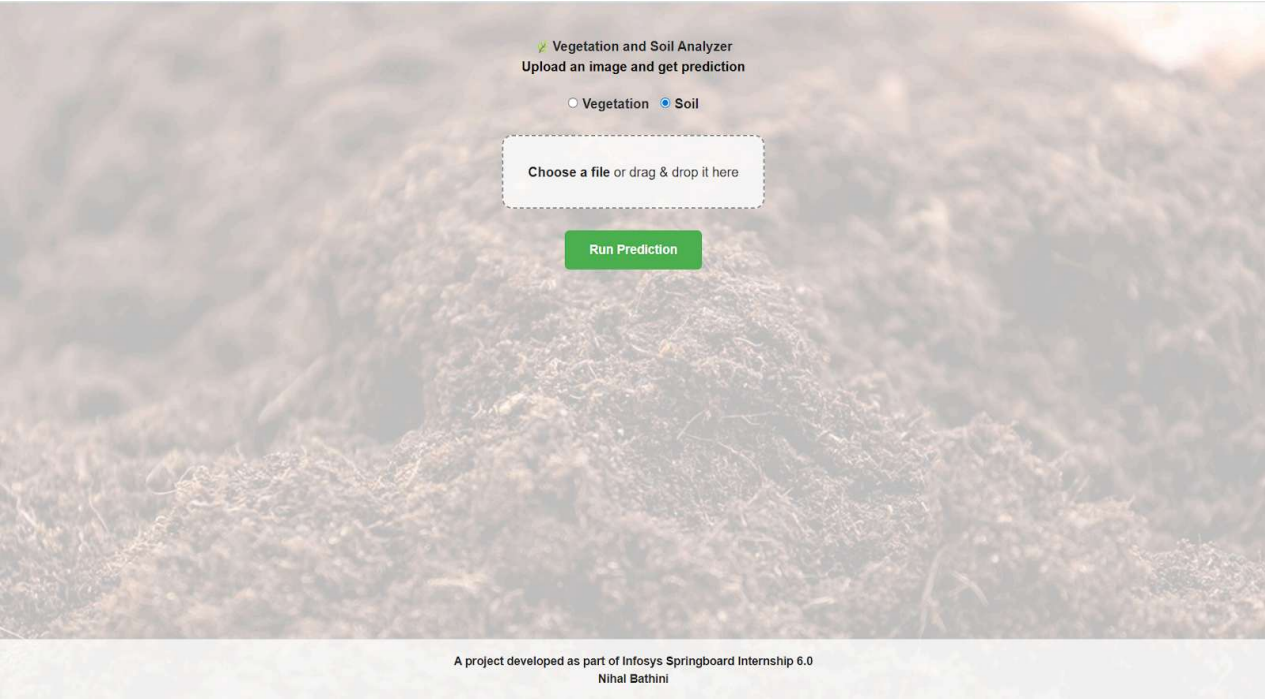 🌿 Vegetation and Soil Analyzer
Upload an image and get prediction
Vegetation Soil
Choose a file or drag & drop it here
Run Prediction
A project developed as part of Infosys Springboard Internship 6.0
Nihal Bathini